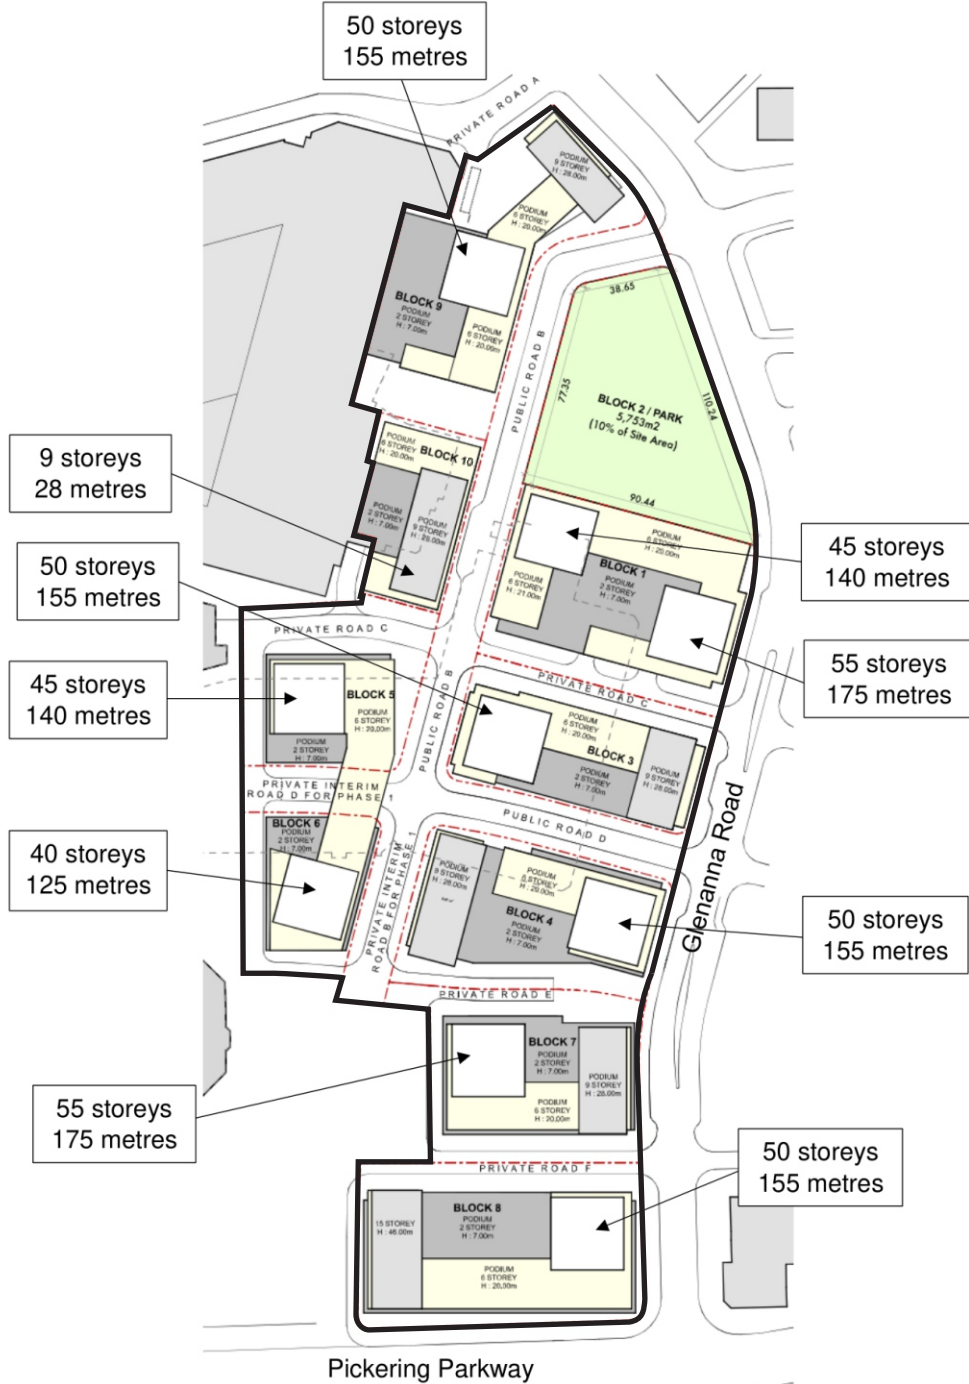 50 storeys
155 metres
PRIVATE ROAD A
PODIUM
9 STOREY
H : 28.00m
PODIUM
6 STOREY
H : 20.00m
BLOCK 9
PODIUM
2 STOREY
H : 7.00m
PODIUM
6 STOREY
H : 20.00m
PUBLIC ROAD B
38.65
77.35
110.24
BLOCK 2 / PARK
5,753m2
(10% of Site Area)
90.44
9 storeys
28 metres
PODIUM
6 STOREY
H : 20.00m
BLOCK 10
PODIUM
2 STOREY
H : 7.00m
PODIUM
9 STOREY
H : 28.00m
50 storeys
155 metres
45 storeys
140 metres
PODIUM
6 STOREY
H : 20.00m
BLOCK 1
PODIUM
2 STOREY
H : 7.00m
PODIUM
6 STOREY
H : 21.00m
PRIVATE ROAD C
55 storeys
175 metres
45 storeys
140 metres
BLOCK 5
PODIUM
6 STOREY
H : 20.00m
PODIUM
2 STOREY
H : 7.00m
PUBLIC ROAD B
PRIVATE ROAD C
PODIUM
6 STOREY
H : 20.00m
BLOCK 3
PODIUM
2 STOREY
H : 7.00m
PODIUM
9 STOREY
H : 28.00m
PRIVATE INTERIM
ROAD D FOR PHASE 1
PUBLIC ROAD D
Glenanna Road
40 storeys
125 metres
BLOCK 6
PODIUM
2 STOREY
H : 7.00m
PRIVATE INTERIM
ROAD B FOR PHASE 1
PODIUM
9 STOREY
H : 28.00m
PODIUM
6 STOREY
H : 20.00m
BLOCK 4
PODIUM
2 STOREY
H : 7.00m
50 storeys
155 metres
PRIVATE ROAD E
55 storeys
175 metres
BLOCK 7
PODIUM
2 STOREY
H : 7.00m
PODIUM
9 STOREY
H : 28.00m
PODIUM
6 STOREY
H : 20.00m
PRIVATE ROAD F
50 storeys
155 metres
15 STOREY
H : 46.00m
BLOCK 8
PODIUM
2 STOREY
H : 7.00m
PODIUM
6 STOREY
H : 20.00m
Pickering Parkway